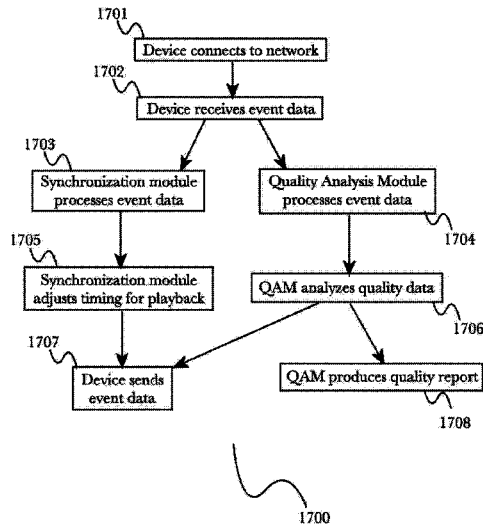 1701
Device connects to network
1702
Device receives event data
1703
Synchronization module
processes event data
Quality Analysis Module
processes event data
1704
1705
Synchronization module
adjusts timing for playback
QAM analyzes quality data
1706
1707
Device sends
event data
QAM produces quality report
1708
1700